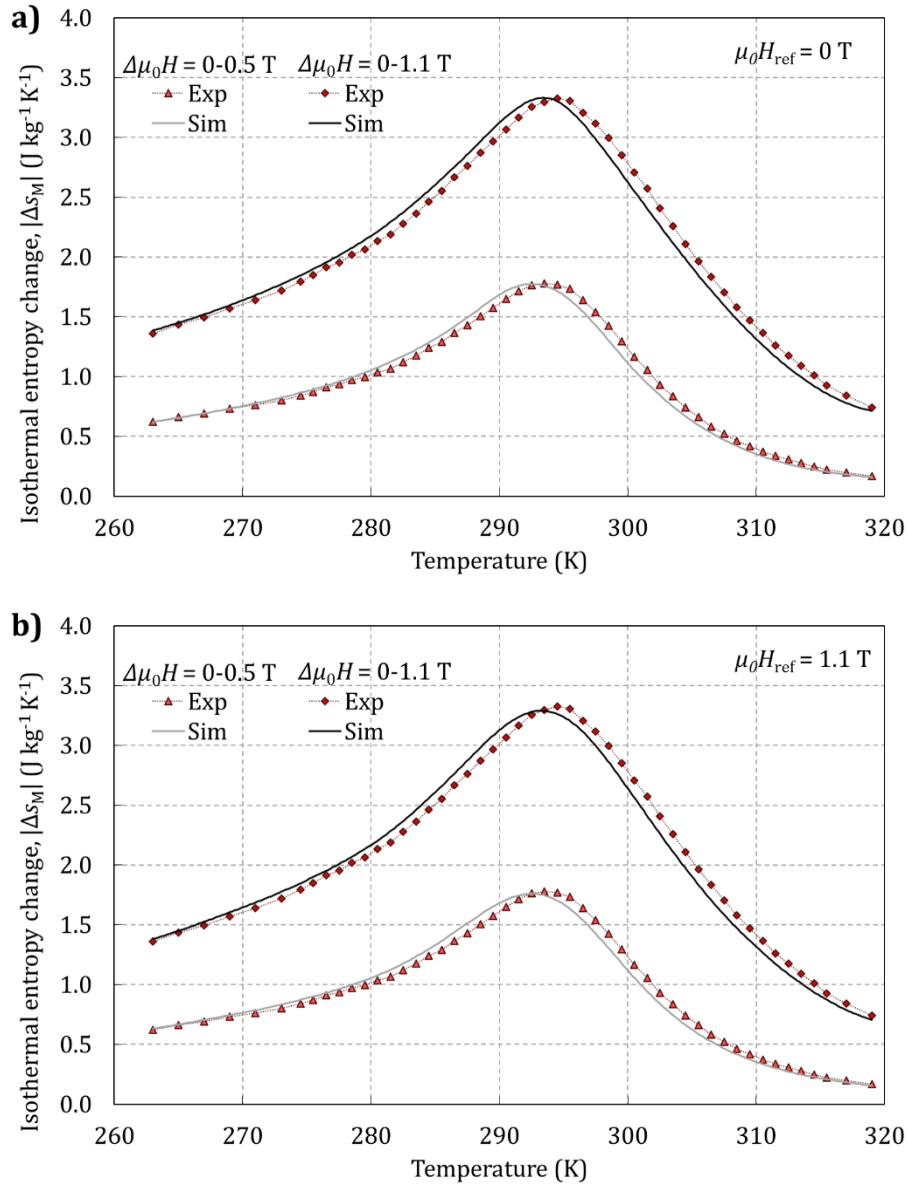 a)
Isothermal entropy change, |Δs_M| (J kg⁻¹ K⁻¹)
4.0
3.5
3.0
2.5
2.0
1.5
1.0
0.5
0.0
Δμ₀H = 0-0.5 T Δμ₀H = 0-1.1 T μ₀H_ref = 0 T
Exp Exp
Sim Sim
260 270 280 290 300 310 320
Temperature (K)
b)
Isothermal entropy change, |Δs_M| (J kg⁻¹ K⁻¹)
4.0
3.5
3.0
2.5
2.0
1.5
1.0
0.5
0.0
Δμ₀H = 0-0.5 T Δμ₀H = 0-1.1 T μ₀H_ref = 1.1 T
Exp Exp
Sim Sim
260 270 280 290 300 310 320
Temperature (K)